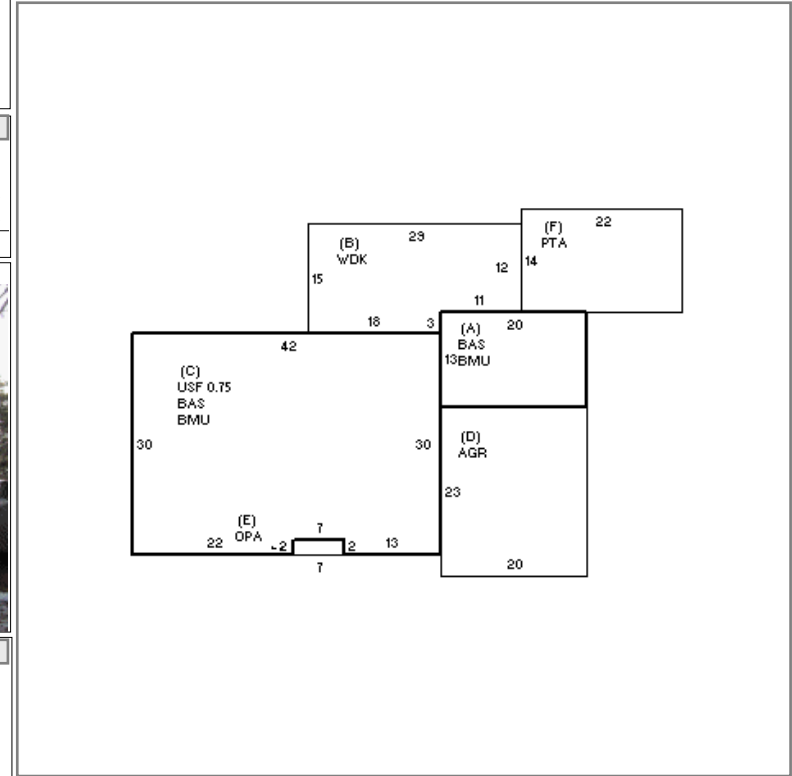 22
(F)
PTA
14
29
(B)
WDK
12
15
11
18
3
20
(A)
BAS
13BMU
42
(C)
USF 0.75
BAS
BMU
30
30
(D)
AGR
23
(E)
OPA
7
22
2
2
13
7
20